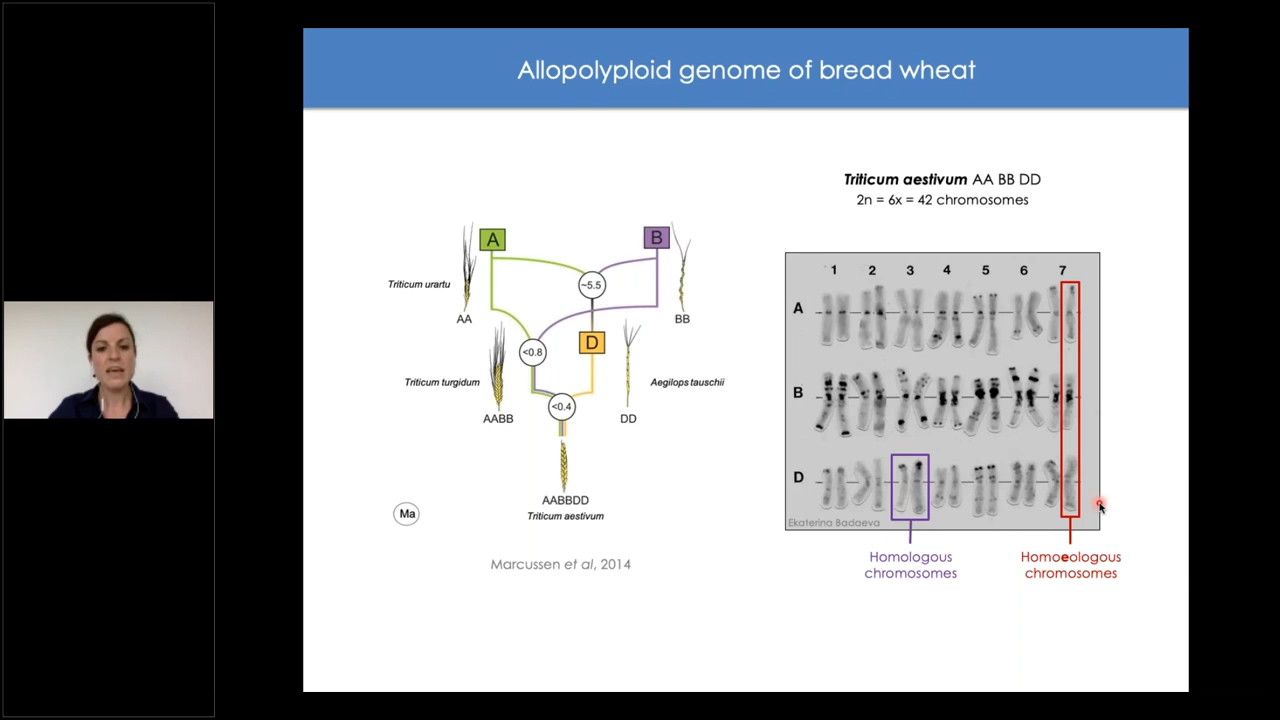 Allopolyploid genome of bread wheat
Triticum aestivum AA BB DD
2n = 6x = 42 chromosomes
A
B
Triticum urartu
~5.5
AA
BB
<0.8
D
Triticum turgidum
Aegilops tauschii
<0.4
AABB
DD
AABBDD
Triticum aestivum
Ma
Marcussen et al, 2014
1 2 3 4 5 6 7
A
B
D
Ekaterina Badaeva
Homologous
chromosomes
Homoeologous
chromosomes